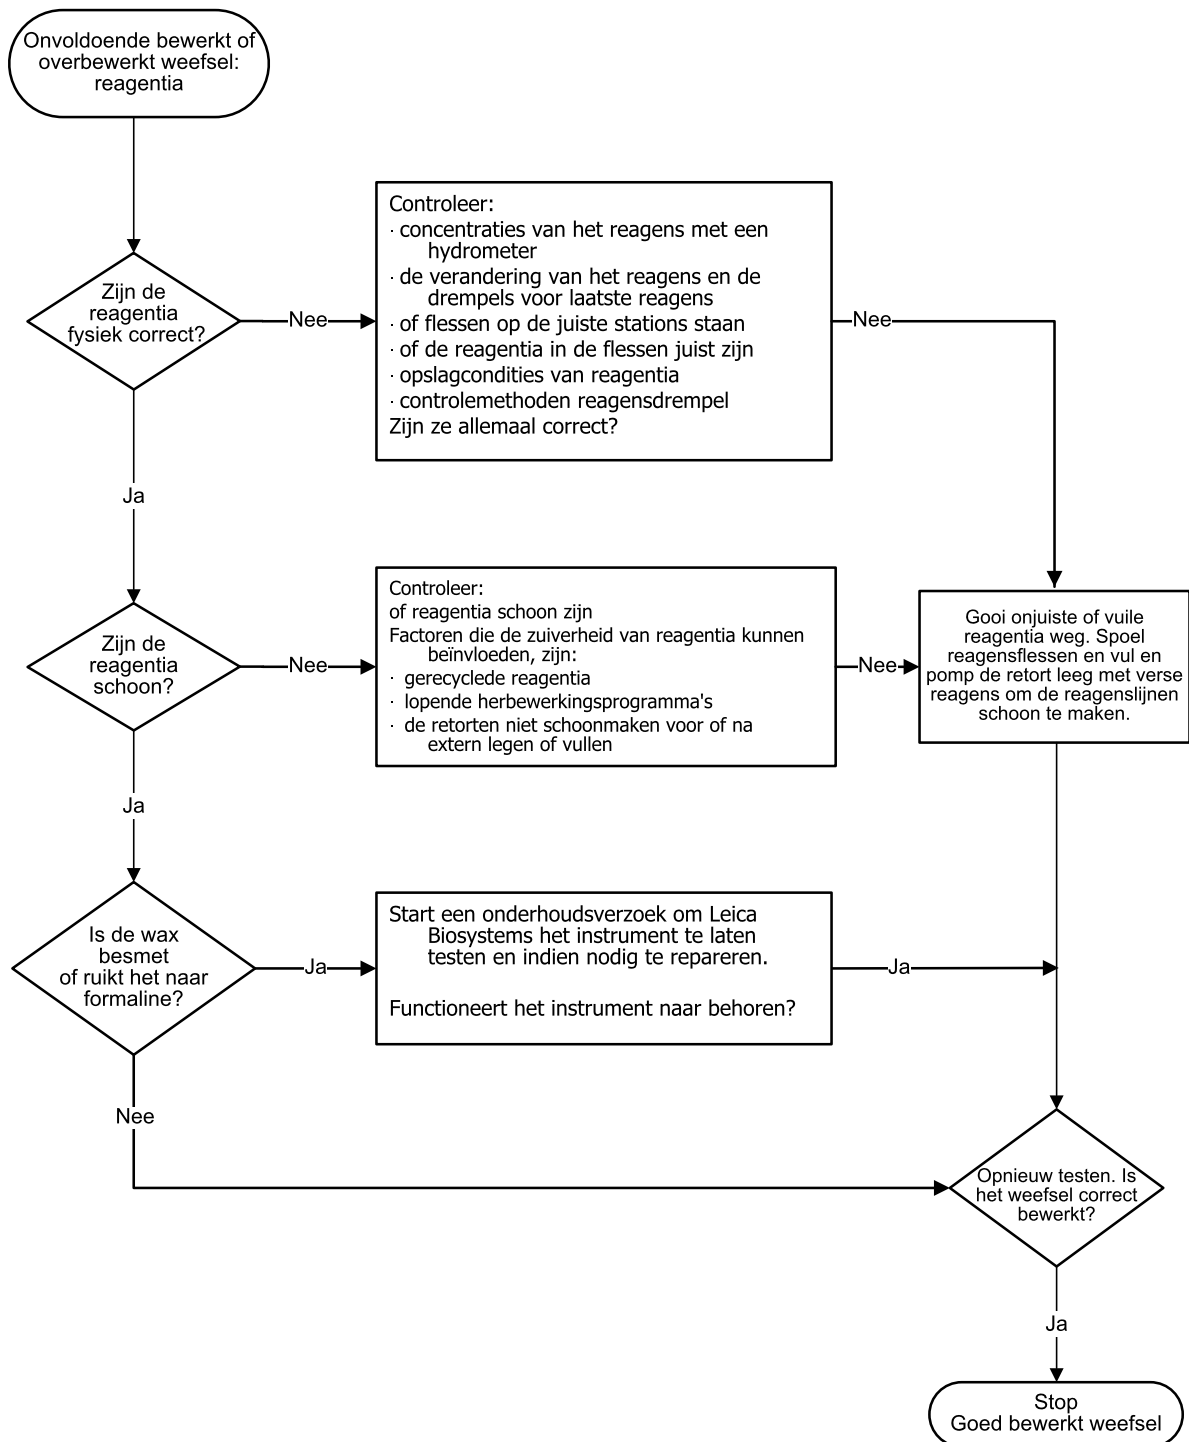 Onvoldoende bewerkt of
overbewerkt weefsel:
reagentia
Zijn de
reagentia
fysiek correct?
Nee
Controleer:
· concentraties van het reagens met een
hydrometer
· de verandering van het reagens en de
drempels voor laatste reagens
· of flessen op de juiste stations staan
· of de reagentia in de flessen juist zijn
· opslagcondities van reagentia
· controlemethoden reagensdrempel
Zijn ze allemaal correct?
Nee
Ja
Zijn de
reagentia
schoon?
Nee
Controleer:
of reagentia schoon zijn
Factoren die de zuiverheid van reagentia kunnen
beïnvloeden, zijn:
· gerecyclede reagentia
· lopende herbewerkingsprogramma's
· de retorten niet schoonmaken voor of na
extern legen of vullen
Nee
Gooi onjuiste of vuile
reagentia weg. Spoel
reagensflessen en vul en
pomp de retort leeg met verse
reagens om de reagenslijnen
schoon te maken.
Ja
Is de wax
besmet
of ruikt het naar
formaline?
Ja
Start een onderhoudsverzoek om Leica
Biosystems het instrument te laten
testen en indien nodig te repareren.
Functioneert het instrument naar behoren?
Ja
Nee
Opnieuw testen. Is
het weefsel correct
bewerkt?
Ja
Stop
Goed bewerkt weefsel